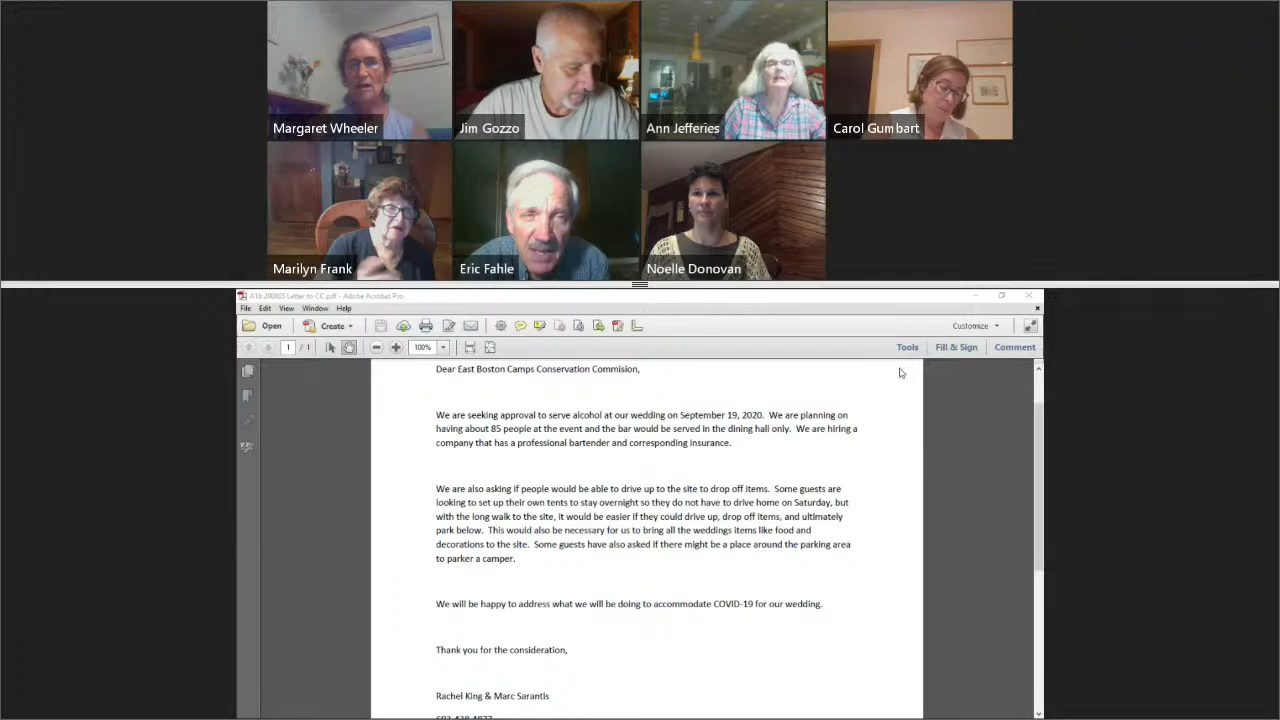 Margaret Wheeler
Jim Gozzo
Ann Jefferies
Carol Gumbart
Marilyn Frank
Eric Fahle
Noelle Donovan
A1b 200805 Letter to CC.pdf - Adobe Acrobat Pro
File Edit View Window Help
Open Create Customize
1 / 1 100% Tools Fill & Sign Comment
Dear East Boston Camps Conservation Commision,
We are seeking approval to serve alcohol at our wedding on September 19, 2020. We are planning on
having about 85 people at the event and the bar would be served in the dining hall only. We are hiring a
company that has a professional bartender and corresponding insurance.
We are also asking if people would be able to drive up to the site to drop off items. Some guests are
looking to set up their own tents to stay overnight so they do not have to drive home on Saturday, but
with the long walk to the site, it would be easier if they could drive up, drop off items, and ultimately
park below. This would also be necessary for us to bring all the weddings items like food and
decorations to the site. Some guests have also asked if there might be a place around the parking area
to parker a camper.
We will be happy to address what we will be doing to accommodate COVID-19 for our wedding.
Thank you for the consideration,
Rachel King & Marc Sarantis